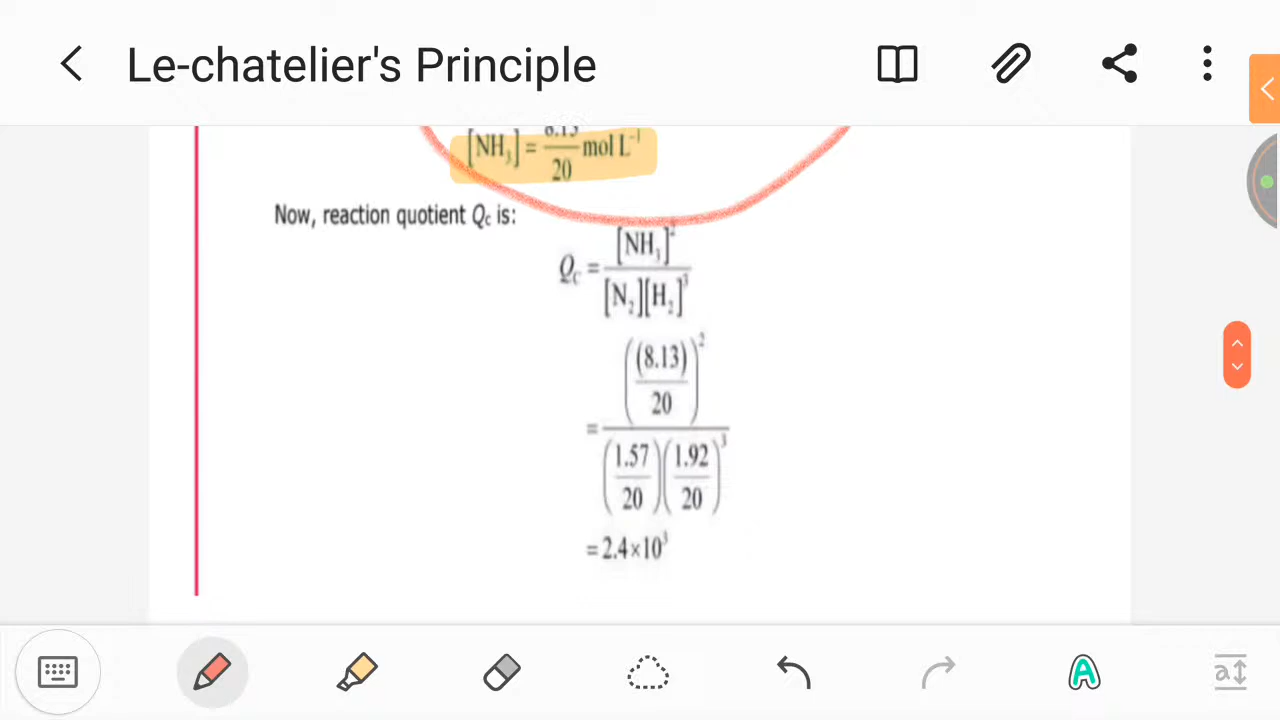 Le-chatelier's Principle
[NH₃] = 8.13/20 mol L⁻¹
Now, reaction quotient Qc is:
Qc = [NH₃]²/[N₂][H₂]³
= ((8.13)/20)²/(1.57/20)(1.92/20)³
= 2.4×10³
A
a